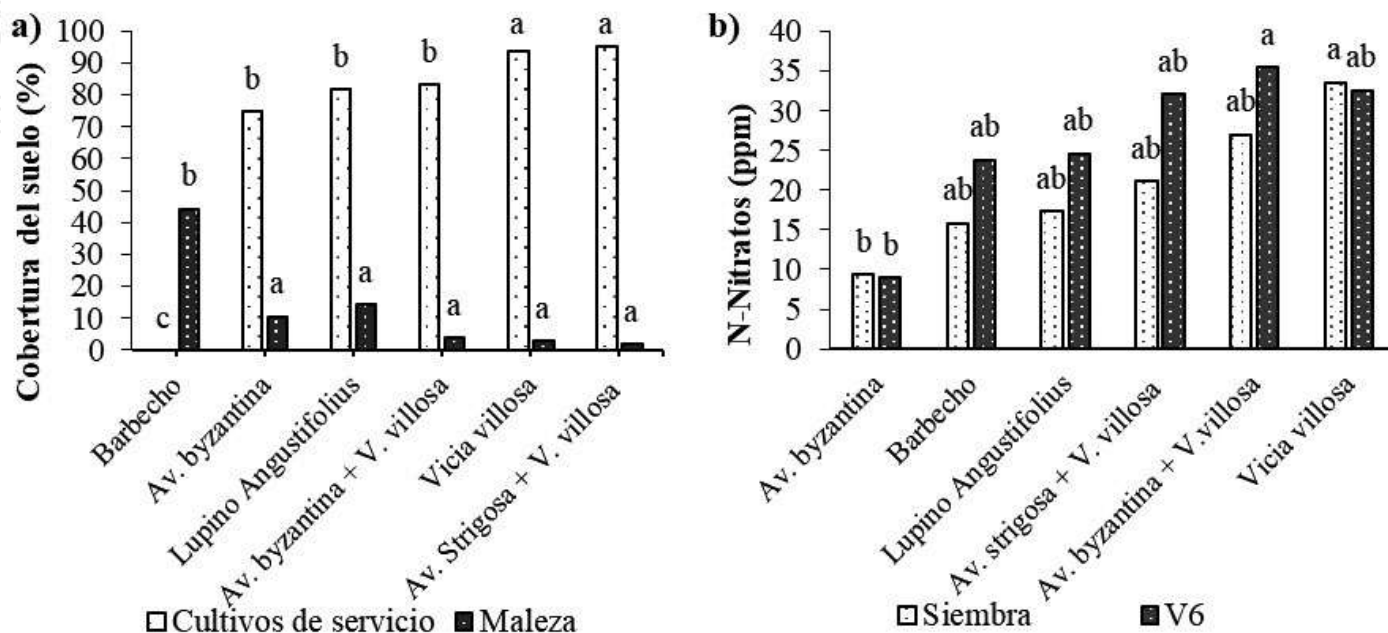 a)
Cobertura del suelo (%)
100
90
80
70
60
50
40
30
20
10
0
c b
b a
b a
b a
a a
a a
Barbecho
Av. byzantina
Lupino Angustifolius
Av. byzantina + V. villosa
Vicia villosa
Av. Strigosa + V. villosa
Cultivos de servicio Maleza
b)
N-Nitratos (ppm)
40
35
30
25
20
15
10
5
0
b b
ab ab
ab ab
ab ab
ab a
a ab
Av. byzantina
Barbecho
Lupino Angustifolius
Av. strigosa + V. villosa
Av. byzantina + V.villosa
Vicia villosa
Siembra V6